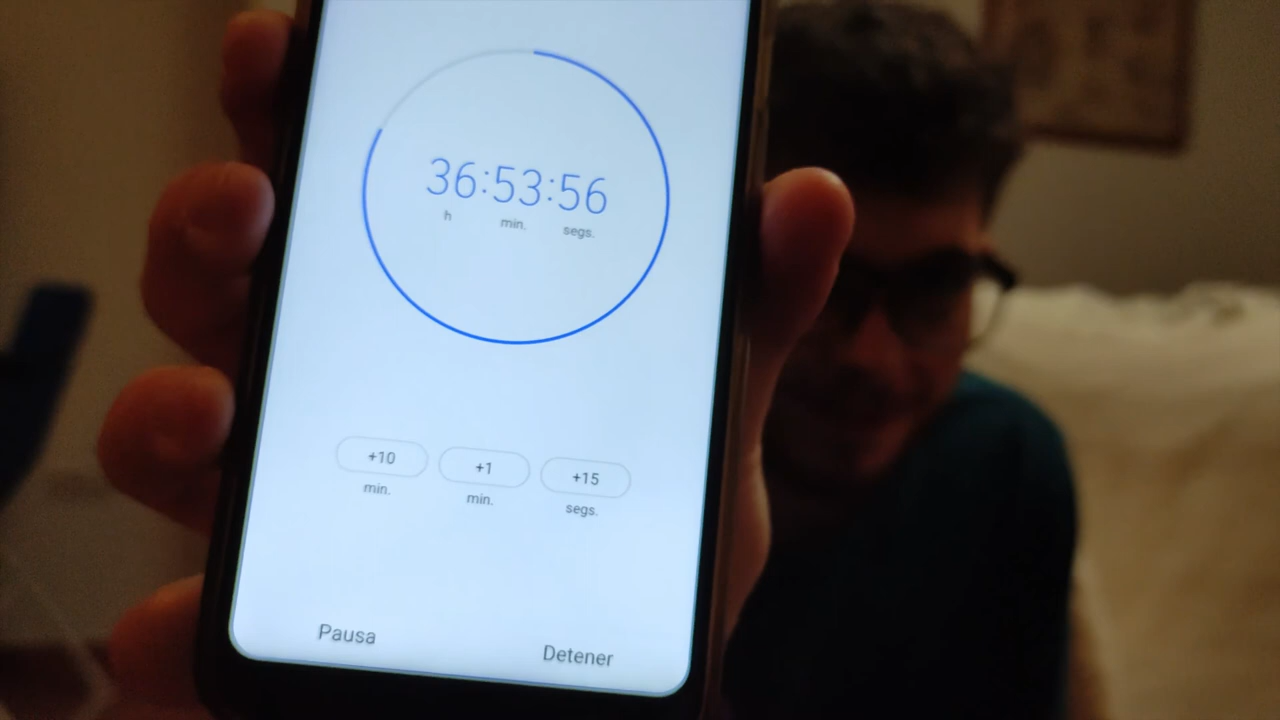 36:53:56
h min. segs.
+10 +1 +15
min. min. segs.
Pausa Detener